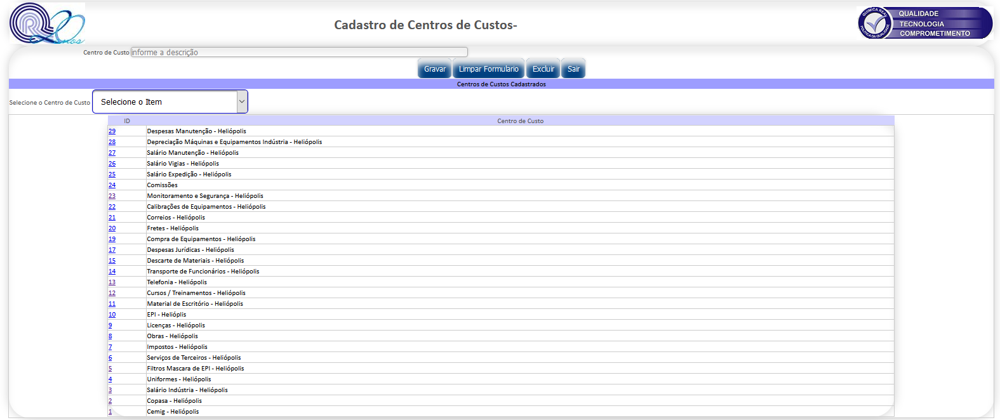 Cadastro de Centros de Custos-
QUÍMICA REAL
POLÍTICA DA QUALIDADE
QUALIDADE
TECNOLOGIA
COMPROMETIMENTO
Centro de Custo informe a descrição
Gravar Limpar Formulario Excluir Sair
Centros de Custos Cadastrados
Selecione o Centro de Custo Selecione o Item
ID Centro de Custo
29 Despesas Manutenção - Heliópolis
28 Depreciação Máquinas e Equipamentos Indústria - Heliópolis
27 Salário Manutenção - Heliópolis
26 Salário Vigias - Heliópolis
25 Salário Expedição - Heliópolis
24 Comissões
23 Monitoramento e Segurança - Heliópolis
22 Calibrações de Equipamentos - Heliópolis
21 Correios - Heliópolis
20 Fretes - Heliópolis
19 Compra de Equipamentos - Heliópolis
17 Despesas Jurídicas - Heliópolis
15 Descarte de Materiais - Heliópolis
14 Transporte de Funcionários - Heliópolis
13 Telefonia - Heliópolis
12 Cursos / Treinamentos - Heliópolis
11 Material de Escritório - Heliópolis
10 EPI - Helióplis
9 Licenças - Heliópolis
8 Obras - Heliópolis
7 Impostos - Heliópolis
6 Serviços de Terceiros - Heliópolis
5 Filtros Mascara de EPI - Heliópolis
4 Uniformes - Heliópolis
3 Salário Indústria - Heliópolis
2 Copasa - Heliópolis
1 Cemig - Heliópolis